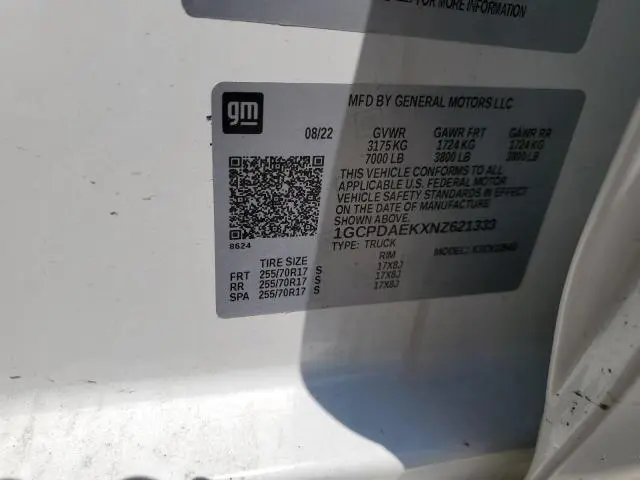 FOR MORE INFORMATION
gm
MFD BY GENERAL MOTORS LLC
08/22 GVWR GAWR FRT GAWR RR
3175 KG 1724 KG 1724 KG
7000 LB 3800 LB 3800 LB
THIS VEHICLE CONFORMS TO ALL
APPLICABLE U.S. FEDERAL MOTOR
VEHICLE SAFETY STANDARDS IN EFFECT
ON THE DATE OF MANUFACTURE
SHOWN ABOVE.
1GCPDAEKXNZ621333
8624
TYPE: TRUCK MODEL:
TIRE SIZE RIM
FRT 255/70R17 S 17X8J
RR 255/70R17 S 17X8J
SPA 255/70R17 S 17X8J